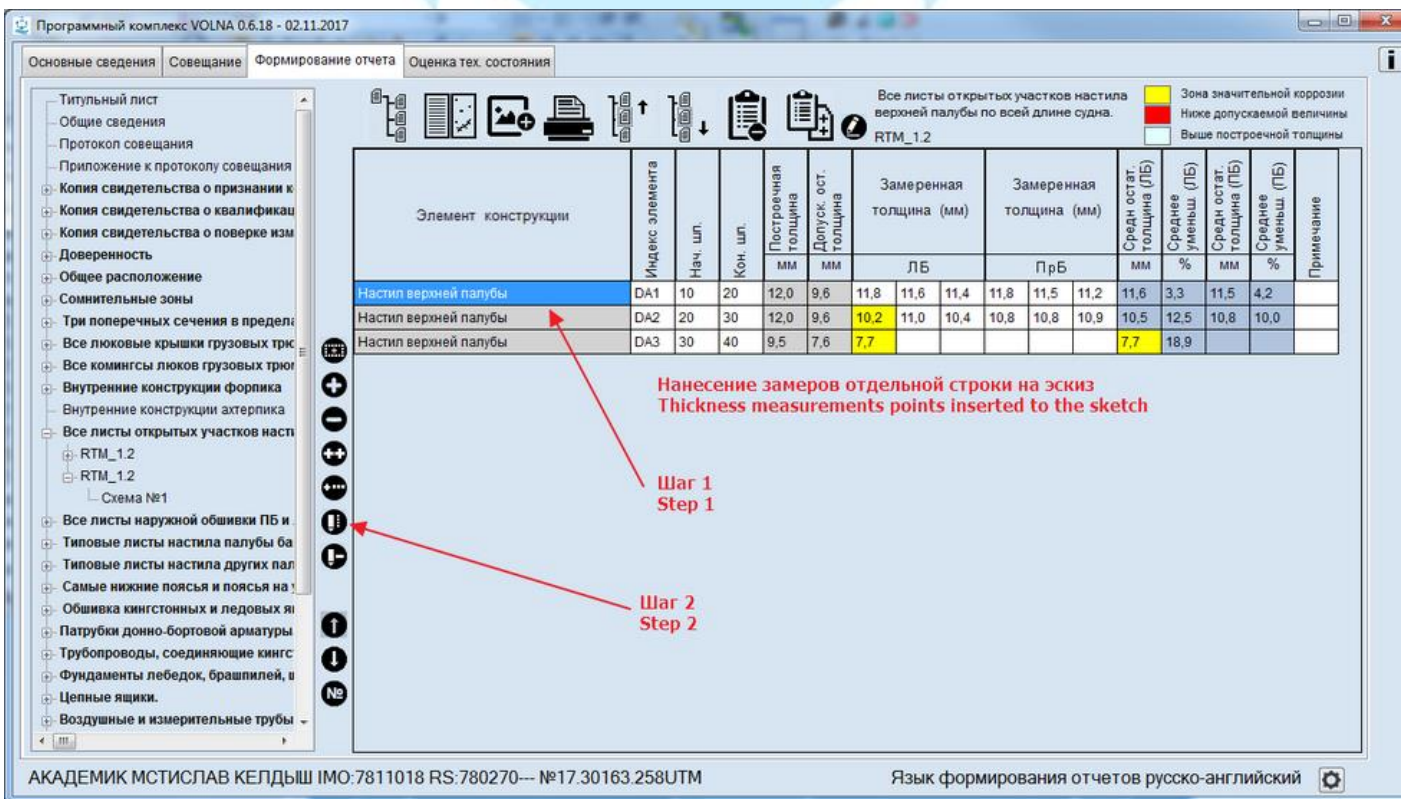 Программный комплекс VOLNA 0.6.18 - 02.11.2017
Основные сведения Совещание Формирование отчета Оценка тех. состояния
Титульный лист
Общие сведения
Протокол совещания
Приложение к протоколу совещания
Копия свидетельства о признании к
Копия свидетельства о квалификац
Копия свидетельства о поверке изм
Доверенность
Общее расположение
Сомнительные зоны
Три поперечных сечения в предела
Все люковые крышки грузовых трюм
Все комингсы люков грузовых трюм
Внутренние конструкции форпика
Внутренние конструкции ахтерпика
Все листы открытых участков насти
RTM_1.2
RTM_1.2
Схема №1
Все листы наружной обшивки ПБ и
Типовые листы настила палубы ба
Типовые листы настила других пал
Самые нижние поясья и поясья на
Обшивка кингстонных и ледовых я
Патрубки донно-бортовой арматуры
Трубопроводы, соединяющие кингс
Фундаменты лебедок, брашпилей, ш
Цепные ящики.
Воздушные и измерительные трубы
№
Все листы открытых участков настила
верхней палубы по всей длине судна.
RTM_1.2
Зона значительной коррозии
Ниже допускаемой величины
Выше построечной толщины
Элемент конструкции
Индекс элемента
Нач. шп.
Кон. шп.
Построечная толщина
Допуск. ост. толщина
Замеренная толщина (мм)
Замеренная толщина (мм)
Средн остат. толщина (ЛБ)
Среднее уменьш. (ЛБ)
Средн остат. толщина (ПБ)
Среднее уменьш. (ПБ)
Примечание
мм мм ЛБ ПрБ мм % мм %
Настил верхней палубы DA1 10 20 12,0 9,6 11,8 11,6 11,4 11,8 11,5 11,2 11,6 3,3 11,5 4,2
Настил верхней палубы DA2 20 30 12,0 9,6 10,2 11,0 10,4 10,8 10,8 10,9 10,5 12,5 10,8 10,0
Настил верхней палубы DA3 30 40 9,5 7,6 7,7 7,7 18,9
Нанесение замеров отдельной строки на эскиз
Thickness measurements points inserted to the sketch
Шаг 1
Step 1
Шаг 2
Step 2
АКАДЕМИК МСТИСЛАВ КЕЛДЫШ IMO:7811018 RS:780270--- №17.30163.258UTM
Язык формирования отчетов русско-английский